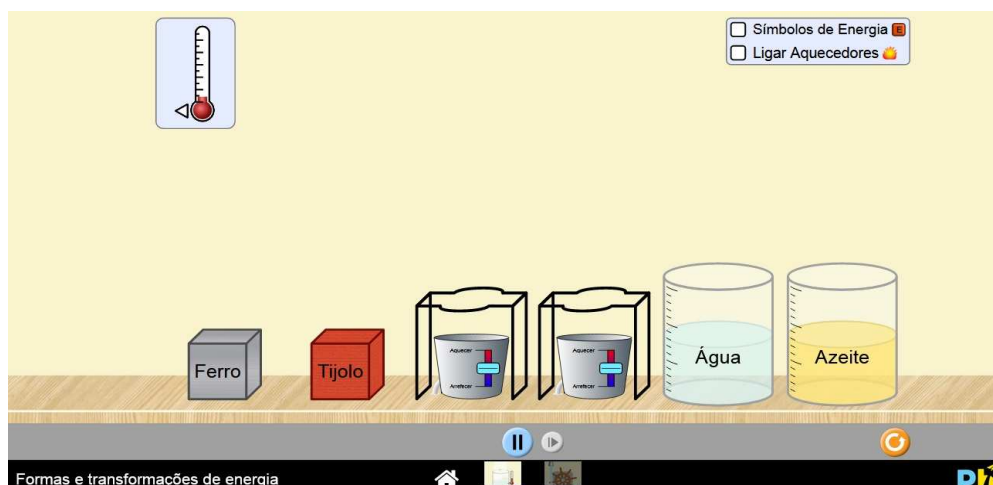 Símbolos de Energia E
Ligar Aquecedores
Ferro
Tijolo
Aquecer
Arrefecer
Aquecer
Arrefecer
Água
Azeite
Formas e transformações de energia